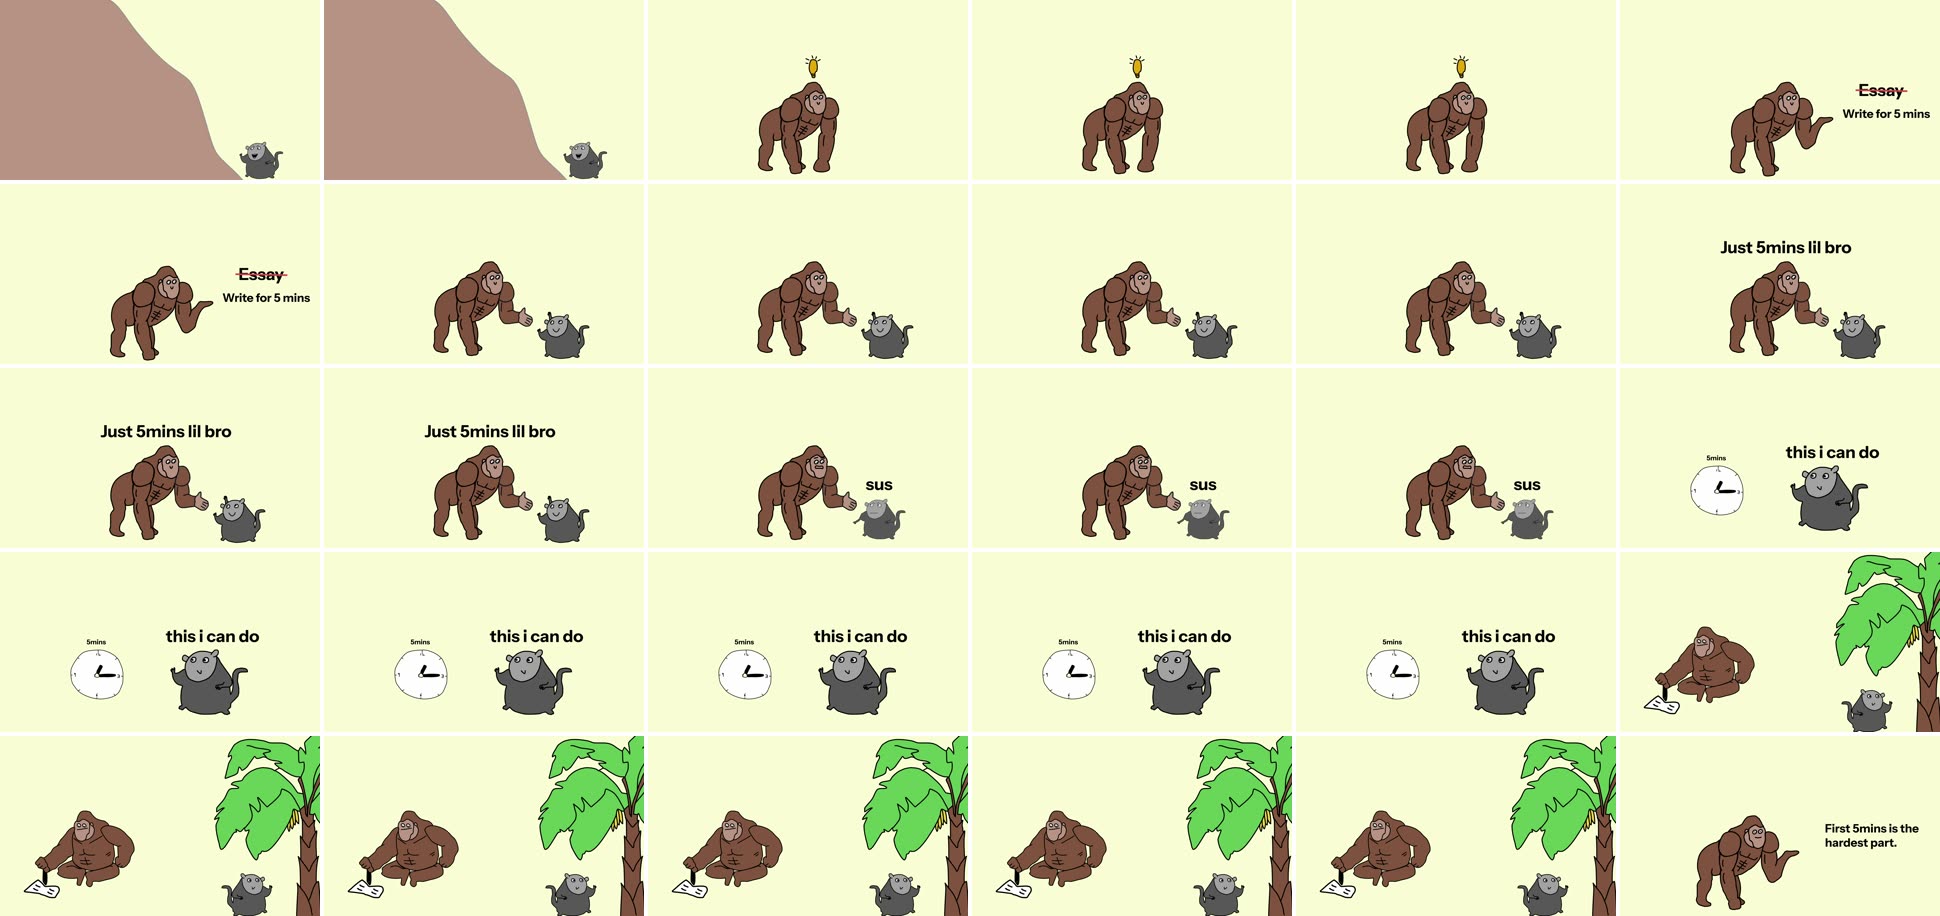 Essay
Write for 5 mins
Essay
Write for 5 mins
Just 5mins lil bro
Just 5mins lil bro
Just 5mins lil bro
sus
sus
sus
5mins
this i can do
5mins
this i can do
5mins
this i can do
5mins
this i can do
5mins
this i can do
5mins
this i can do
First 5mins is the
hardest part.